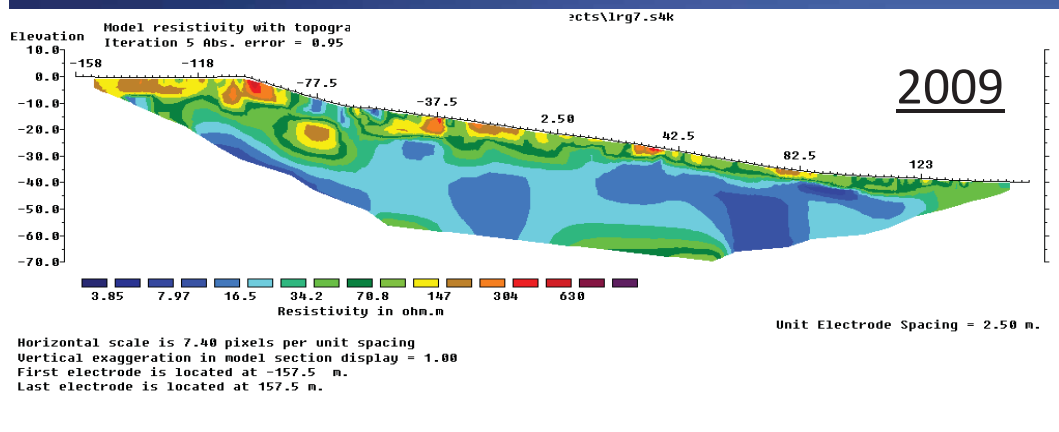 ects\lrg7.s4k
Model resistivity with topogra
Elevation Iteration 5 Abs. error = 0.95
10.0
0.0
-10.0
-20.0
-30.0
-40.0
-50.0
-60.0
-70.0
-158 -118 -77.5 -37.5 2.50 42.5 82.5 123
2009
3.85 7.97 16.5 34.2 70.8 147 304 630
Resistivity in ohm.m
Unit Electrode Spacing = 2.50 m.
Horizontal scale is 7.40 pixels per unit spacing
Vertical exaggeration in model section display = 1.00
First electrode is located at -157.5 m.
Last electrode is located at 157.5 m.